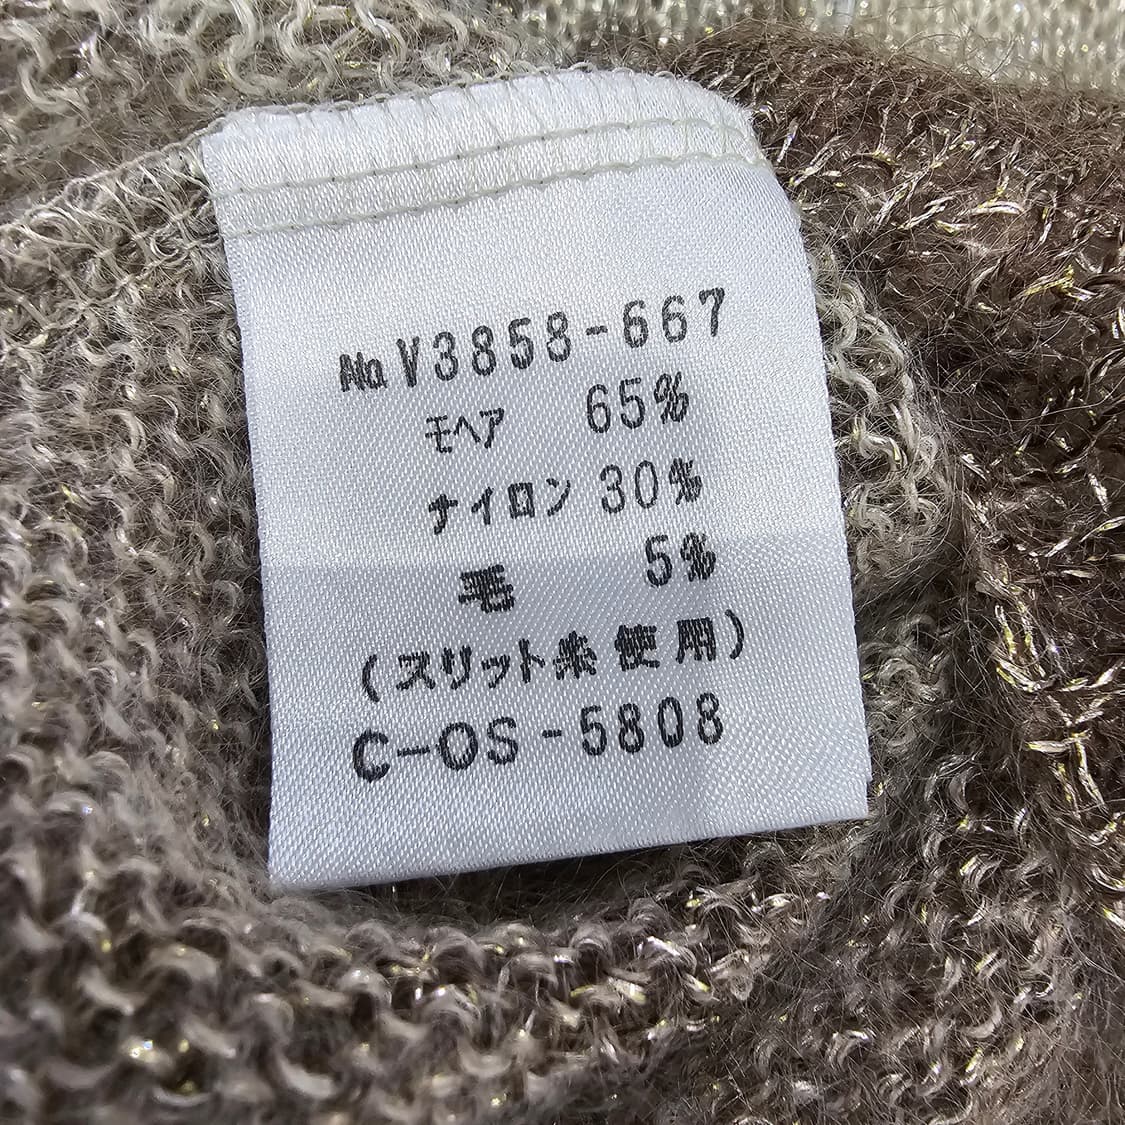 №V3858-667
モヘア 65%
ナイロン 30%
毛 5%
(スリット糸使用)
C-OS-5808